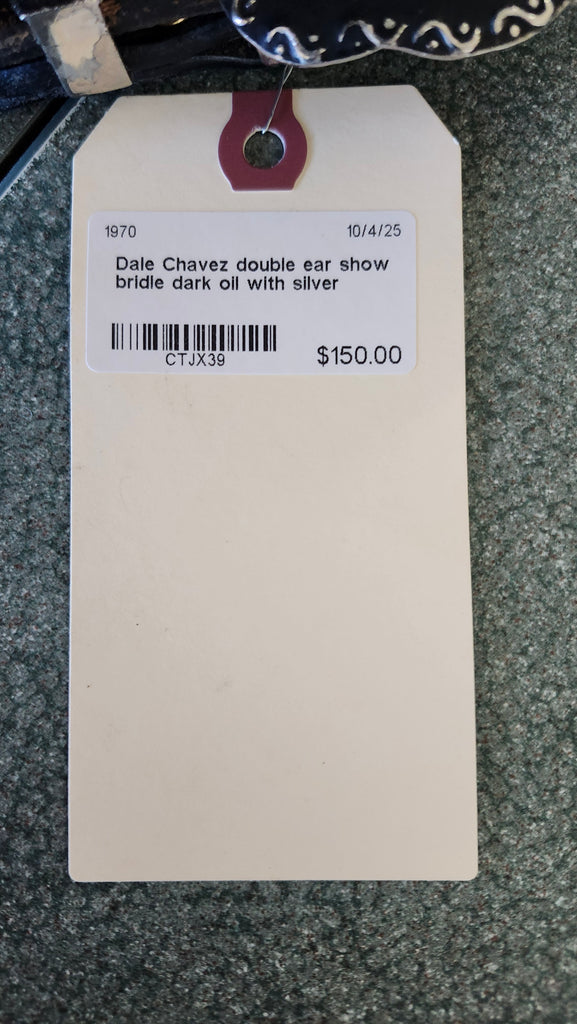 1970 10/4/25
Dale Chavez double ear show
bridle dark oil with silver
CTJX39
$150.00